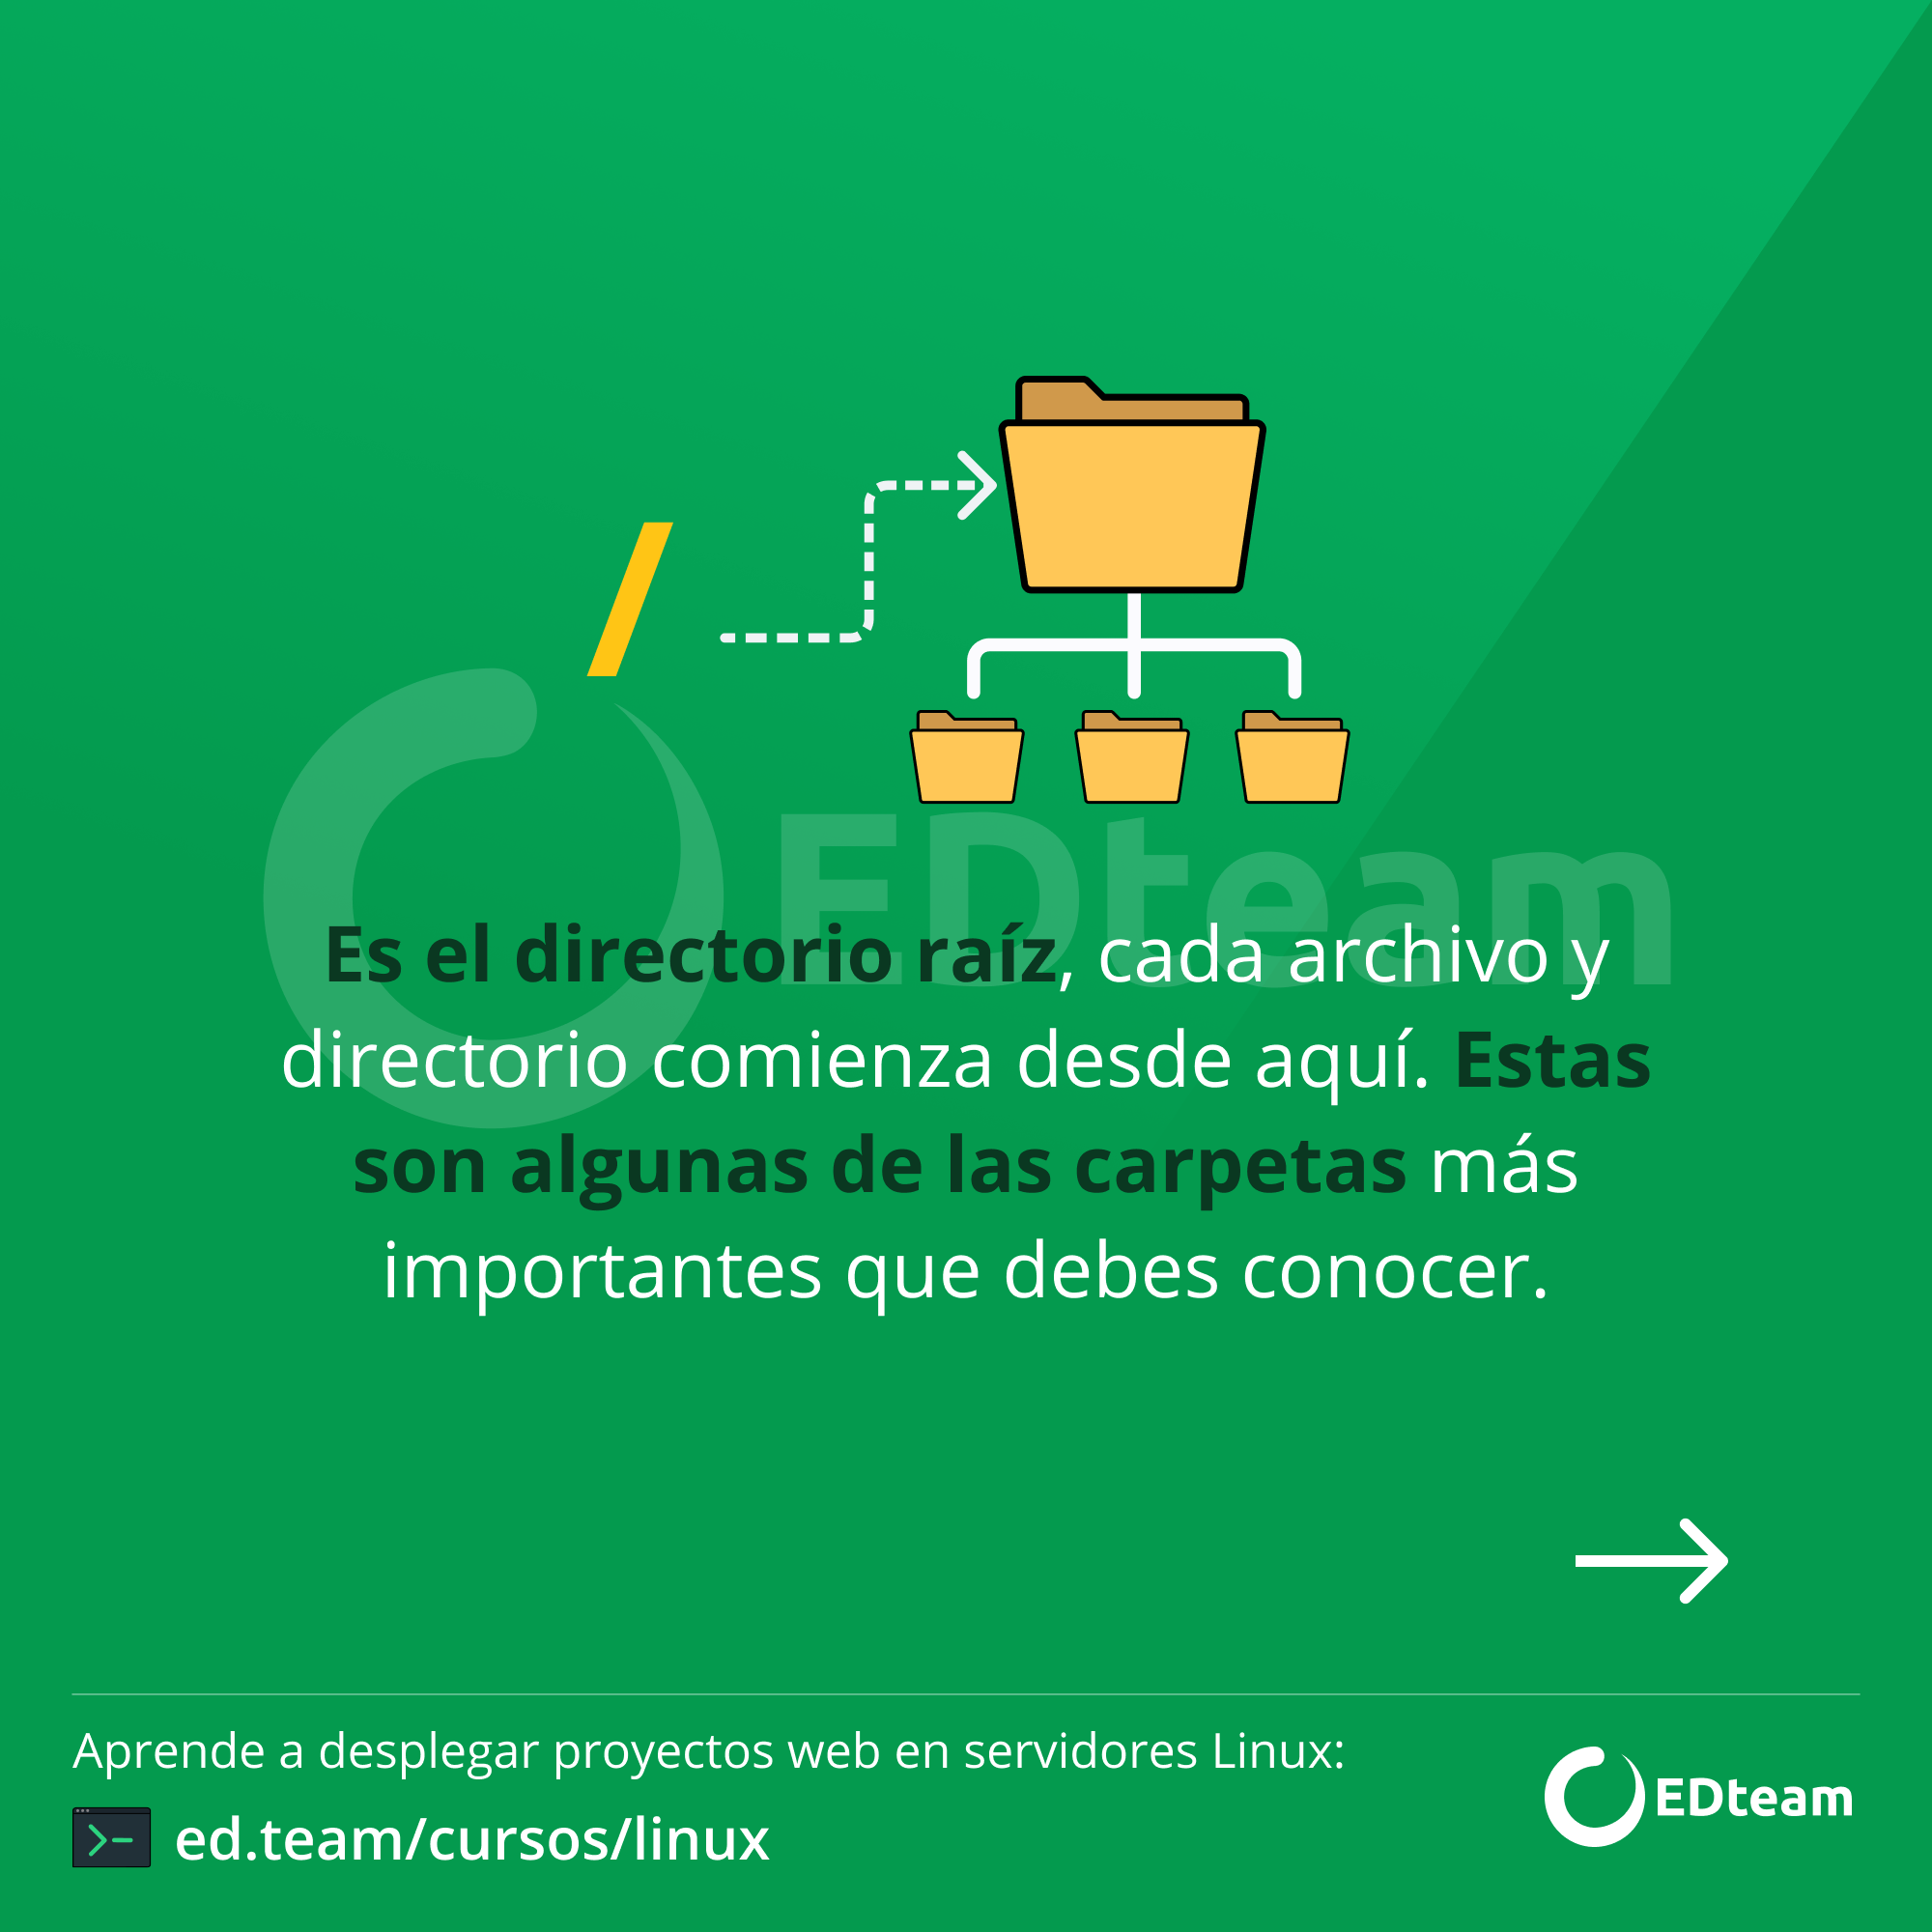 /
EDteam
Es el directorio raíz, cada archivo y
directorio comienza desde aquí. Estas
son algunas de las carpetas más
importantes que debes conocer.
Aprende a desplegar proyectos web en servidores Linux:
ed.team/cursos/linux
EDteam